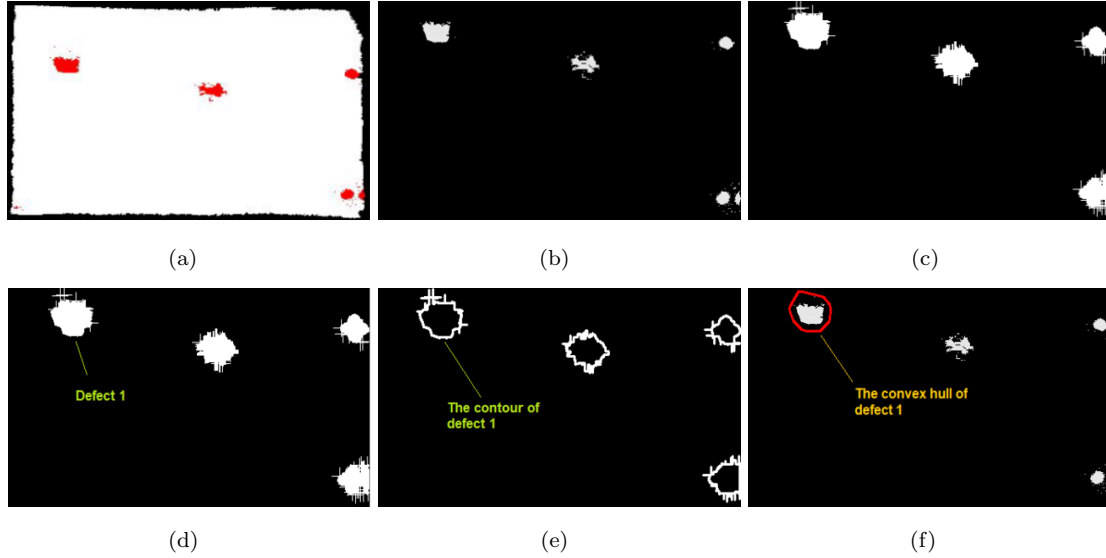 (a)
(b)
(c)
Defect 1
The contour of
defect 1
The convex hull of
defect 1
(d)
(e)
(f)